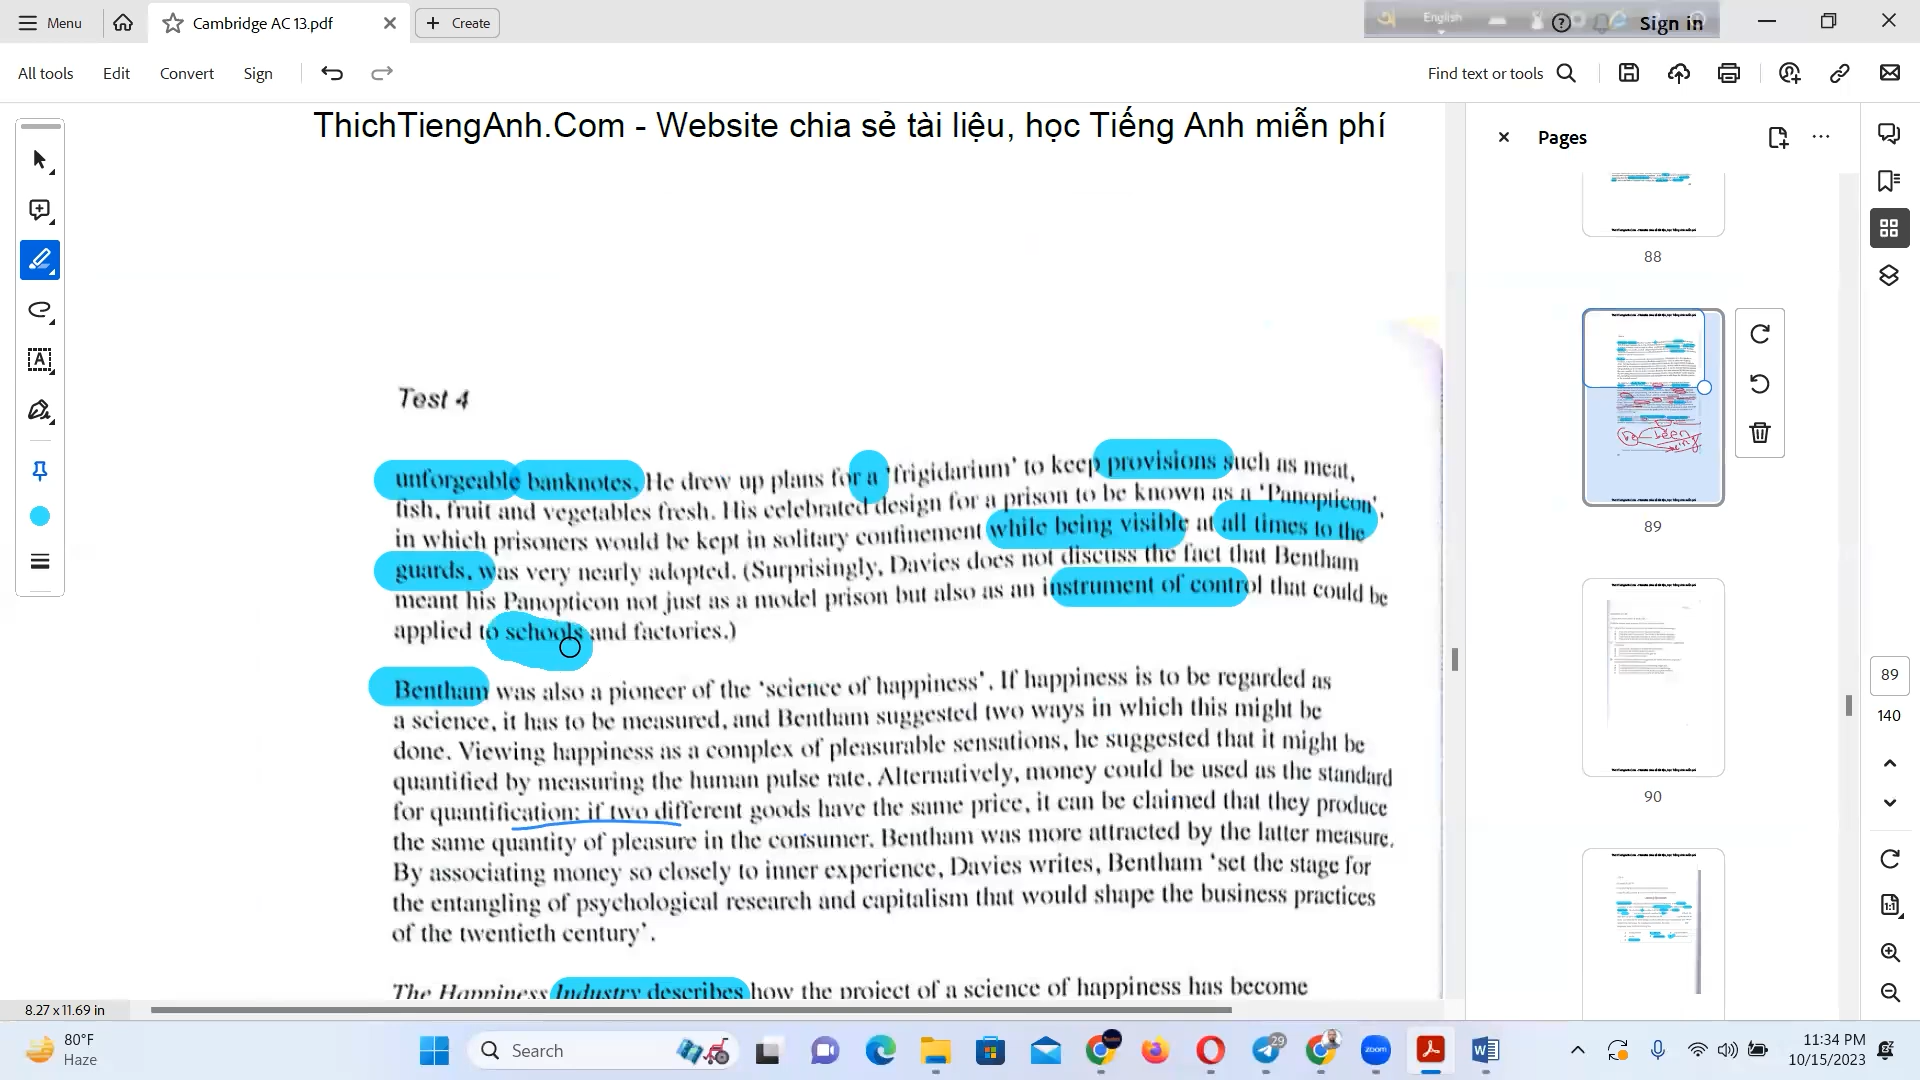 Menu
Cambridge AC 13.pdf
Create
English
Sign in
All tools
Edit
Convert
Sign
Find text or tools
ThichTiengAnh.Com - Website chia sẻ tài liệu, học Tiếng Anh miễn phí
Test 4
unforgeable banknotes. He drew up plans for a 'frigidarium' to keep provisions such as meat,
fish, fruit and vegetables fresh. His celebrated design for a prison to be known as a 'Panopticon',
in which prisoners would be kept in solitary confinement while being visible at all times to the
guards, was very nearly adopted. (Surprisingly, Davies does not discuss the fact that Bentham
meant his Panopticon not just as a model prison but also as an instrument of control that could be
applied to schools and factories.)
Bentham was also a pioneer of the 'science of happiness'. If happiness is to be regarded as
a science, it has to be measured, and Bentham suggested two ways in which this might be
done. Viewing happiness as a complex of pleasurable sensations, he suggested that it might be
quantified by measuring the human pulse rate. Alternatively, money could be used as the standard
for quantification; if two different goods have the same price, it can be claimed that they produce
the same quantity of pleasure in the consumer. Bentham was more attracted by the latter measure.
By associating money so closely to inner experience, Davies writes, Bentham 'set the stage for
the entangling of psychological research and capitalism that would shape the business practices
of the twentieth century'.
The Happiness Industry describes how the project of a science of happiness has become
Pages
88
89
90
89
140
1:1
8.27 x 11.69 in
80°F
Haze
Search
29
zoom
11:34 PM
10/15/2023